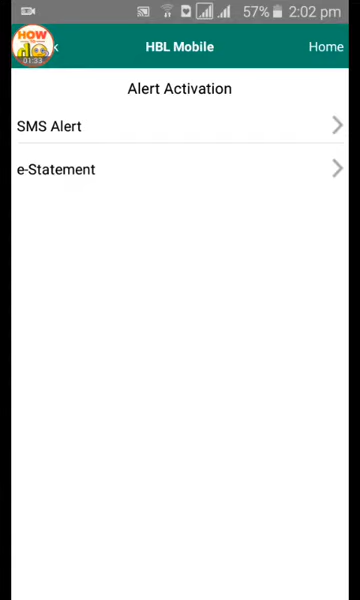 57% 2:02 pm
HOW
01:33
HBL Mobile
Home
Alert Activation
SMS Alert
e-Statement